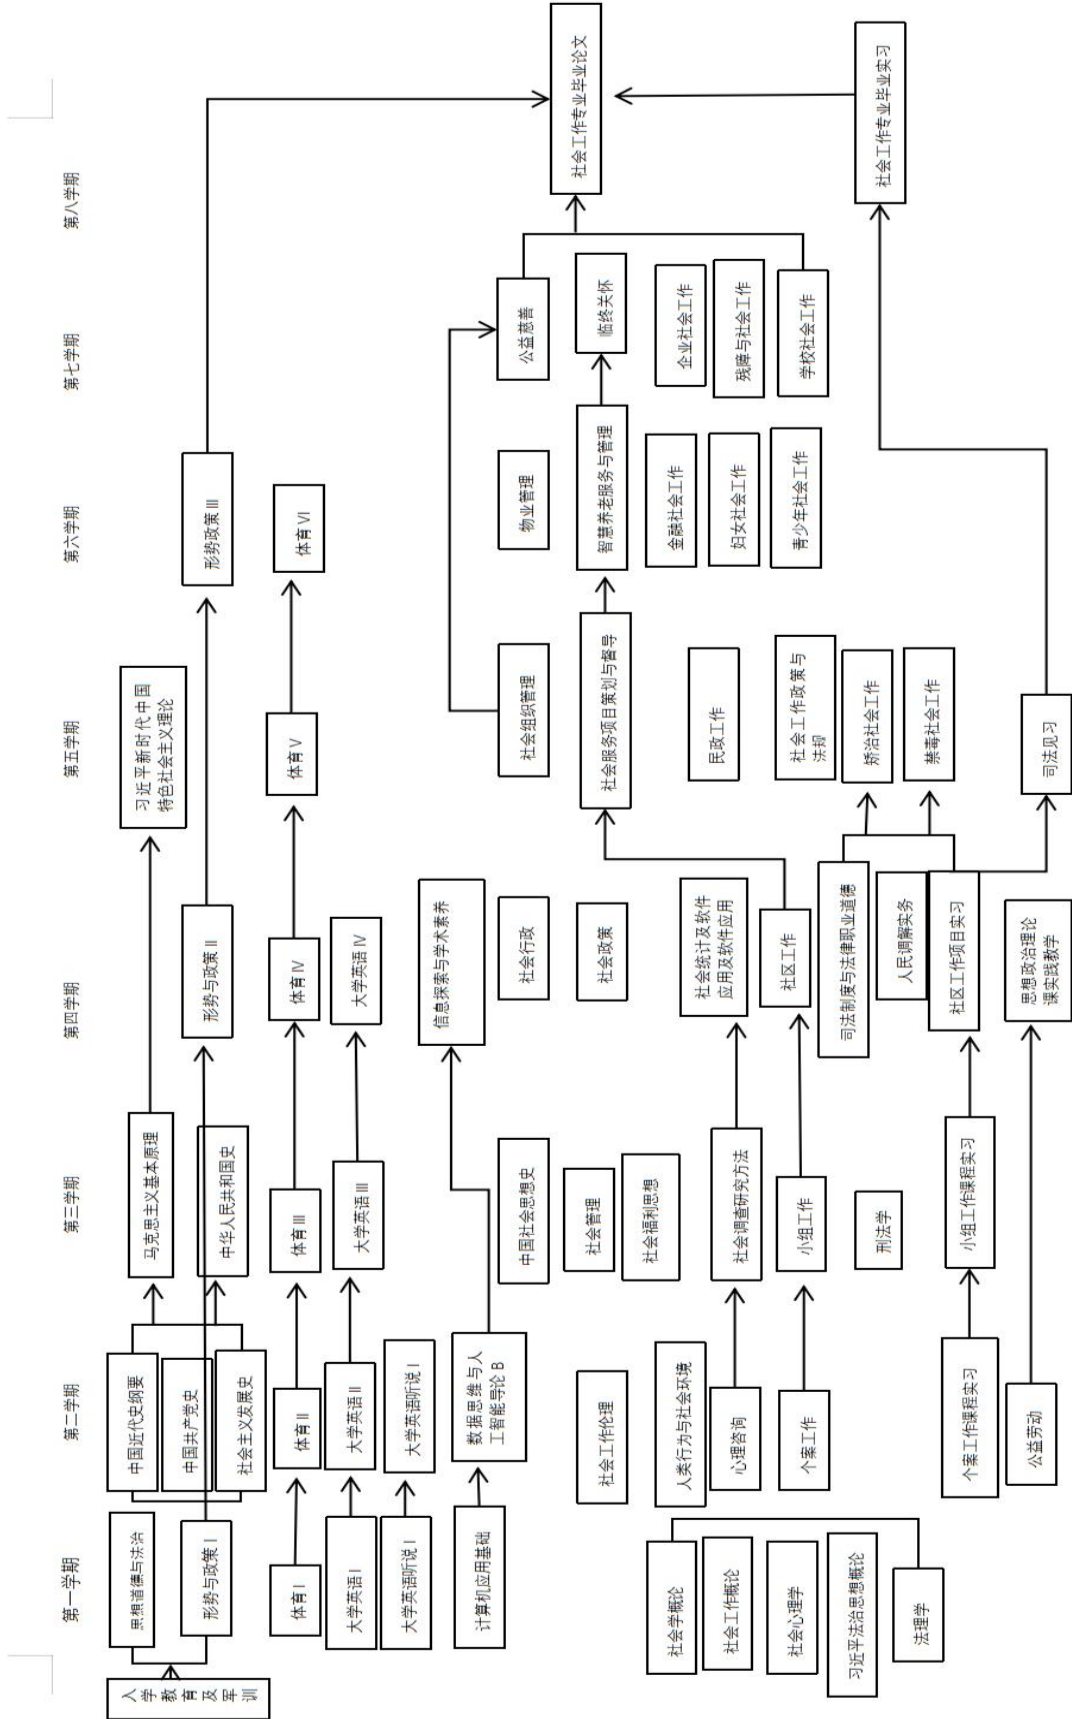 第一学期
第二学期
第三学期
第四学期
第五学期
第六学期
第七学期
第八学期
入学教育及军训
思想道德与法治
形势与政策 I
中国近代史纲要
中国共产党史
社会主义发展史
马克思主义基本原理
中华人民共和国史
形势与政策 II
习近平新时代中国
特色社会主义理论
形势政策 III
体育 I
体育 II
体育 III
体育 IV
体育 V
体育 VI
大学英语 I
大学英语 II
大学英语 III
大学英语 IV
大学英语听说 I
大学英语听说 I
计算机应用基础
数据思维与人
工智能导论 B
信息探索与学术素养
中国社会思想史
社会行政
社会组织管理
物业管理
公益慈善
社会工作伦理
社会管理
社会福利思想
社会政策
社会服务项目策划与督导
智慧养老服务与管理
临终关怀
社会工作专业毕业论文
社会学概论
社会工作概论
社会心理学
习近平法治思想概论
法理学
人类行为与社会环境
心理咨询
个案工作
社会调查研究方法
小组工作
刑法学
社会统计及软件
应用及软件应用
社区工作
司法制度与法律职业道德
人民调解实务
社区工作项目实习
民政工作
社会工作政策与
法规
矫治社会工作
禁毒社会工作
金融社会工作
妇女社会工作
青少年社会工作
企业社会工作
残障与社会工作
学校社会工作
个案工作课程实习
小组工作课程实习
公益劳动
思想政治理论
课实践教学
司法见习
社会工作专业毕业实习